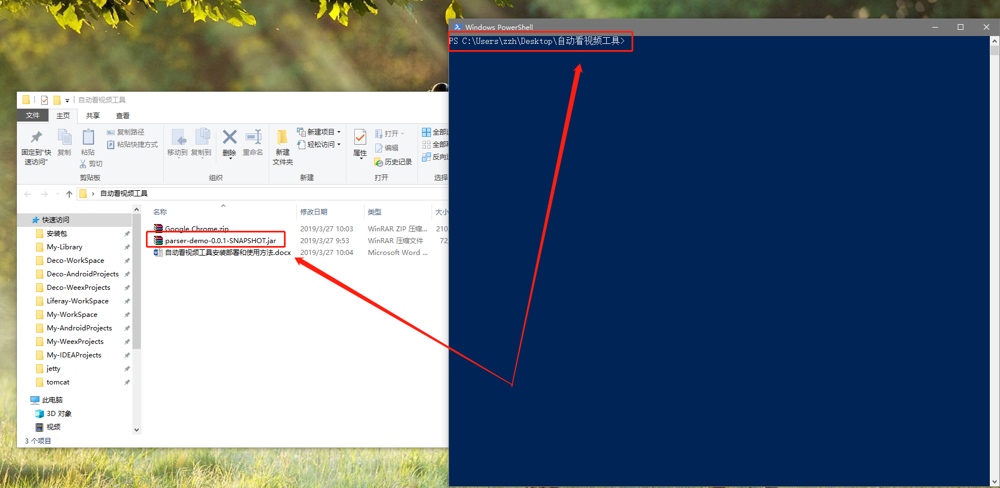 Windows PowerShell
PS C:\Users\zzh\Desktop\自动看视频工具>
自动看视频工具
文件 主页 共享 查看
固定到"快速访问"
复制
粘贴
剪切
复制路径
粘贴快捷方式
剪贴板
移动到
复制到
删除
重命名
组织
新建文件夹
新建项目
轻松访问
新建
属性
打开
编辑
历史记录
打开
全部
全部
反向
选择
自动看视频工具
名称 修改日期 类型 大小
Google Chrome.zip 2019/3/27 10:03 WinRAR ZIP 压缩... 210
parser-demo-0.0.1-SNAPSHOT.jar 2019/3/27 9:53 WinRAR 压缩文件 72
自动看视频工具安装部署和使用方法.docx 2019/3/27 10:04 Microsoft Word ...
快速访问
安装包
My-Library
Deco-WorkSpace
Deco-AndroidProjects
Deco-WeexProjects
Liferay-WorkSpace
My-WorkSpace
My-AndroidProjects
My-WeexProjects
My-IDEAProjects
jetty
tomcat
此电脑
3D 对象
视频
3 个项目